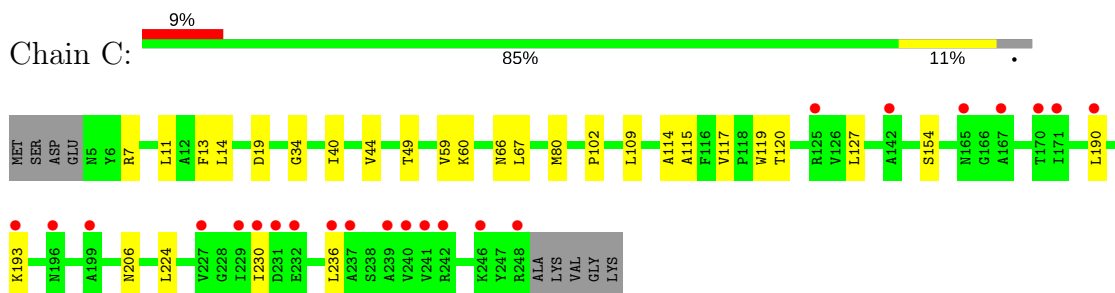 9%
Chain C:
85% 11% •
MET SER ASP GLU N5 Y6 R7 L11 A12 F13 L14 D19 G34 I40 V44 T49 V59 K60 N66 L67 M80 P102 L109 A114 A115 F116 V117 P118 W119 T120 R125 V126 L127 A142 S154 N165 G166 A167 T170 I171 L190
K193 N196 A199 N206 L224 V227 G228 I229 I230 D231 E232 L236 A237 S238 A239 V240 V241 R242 K246 Y247 R248 ALA LYS VAL GLY LYS